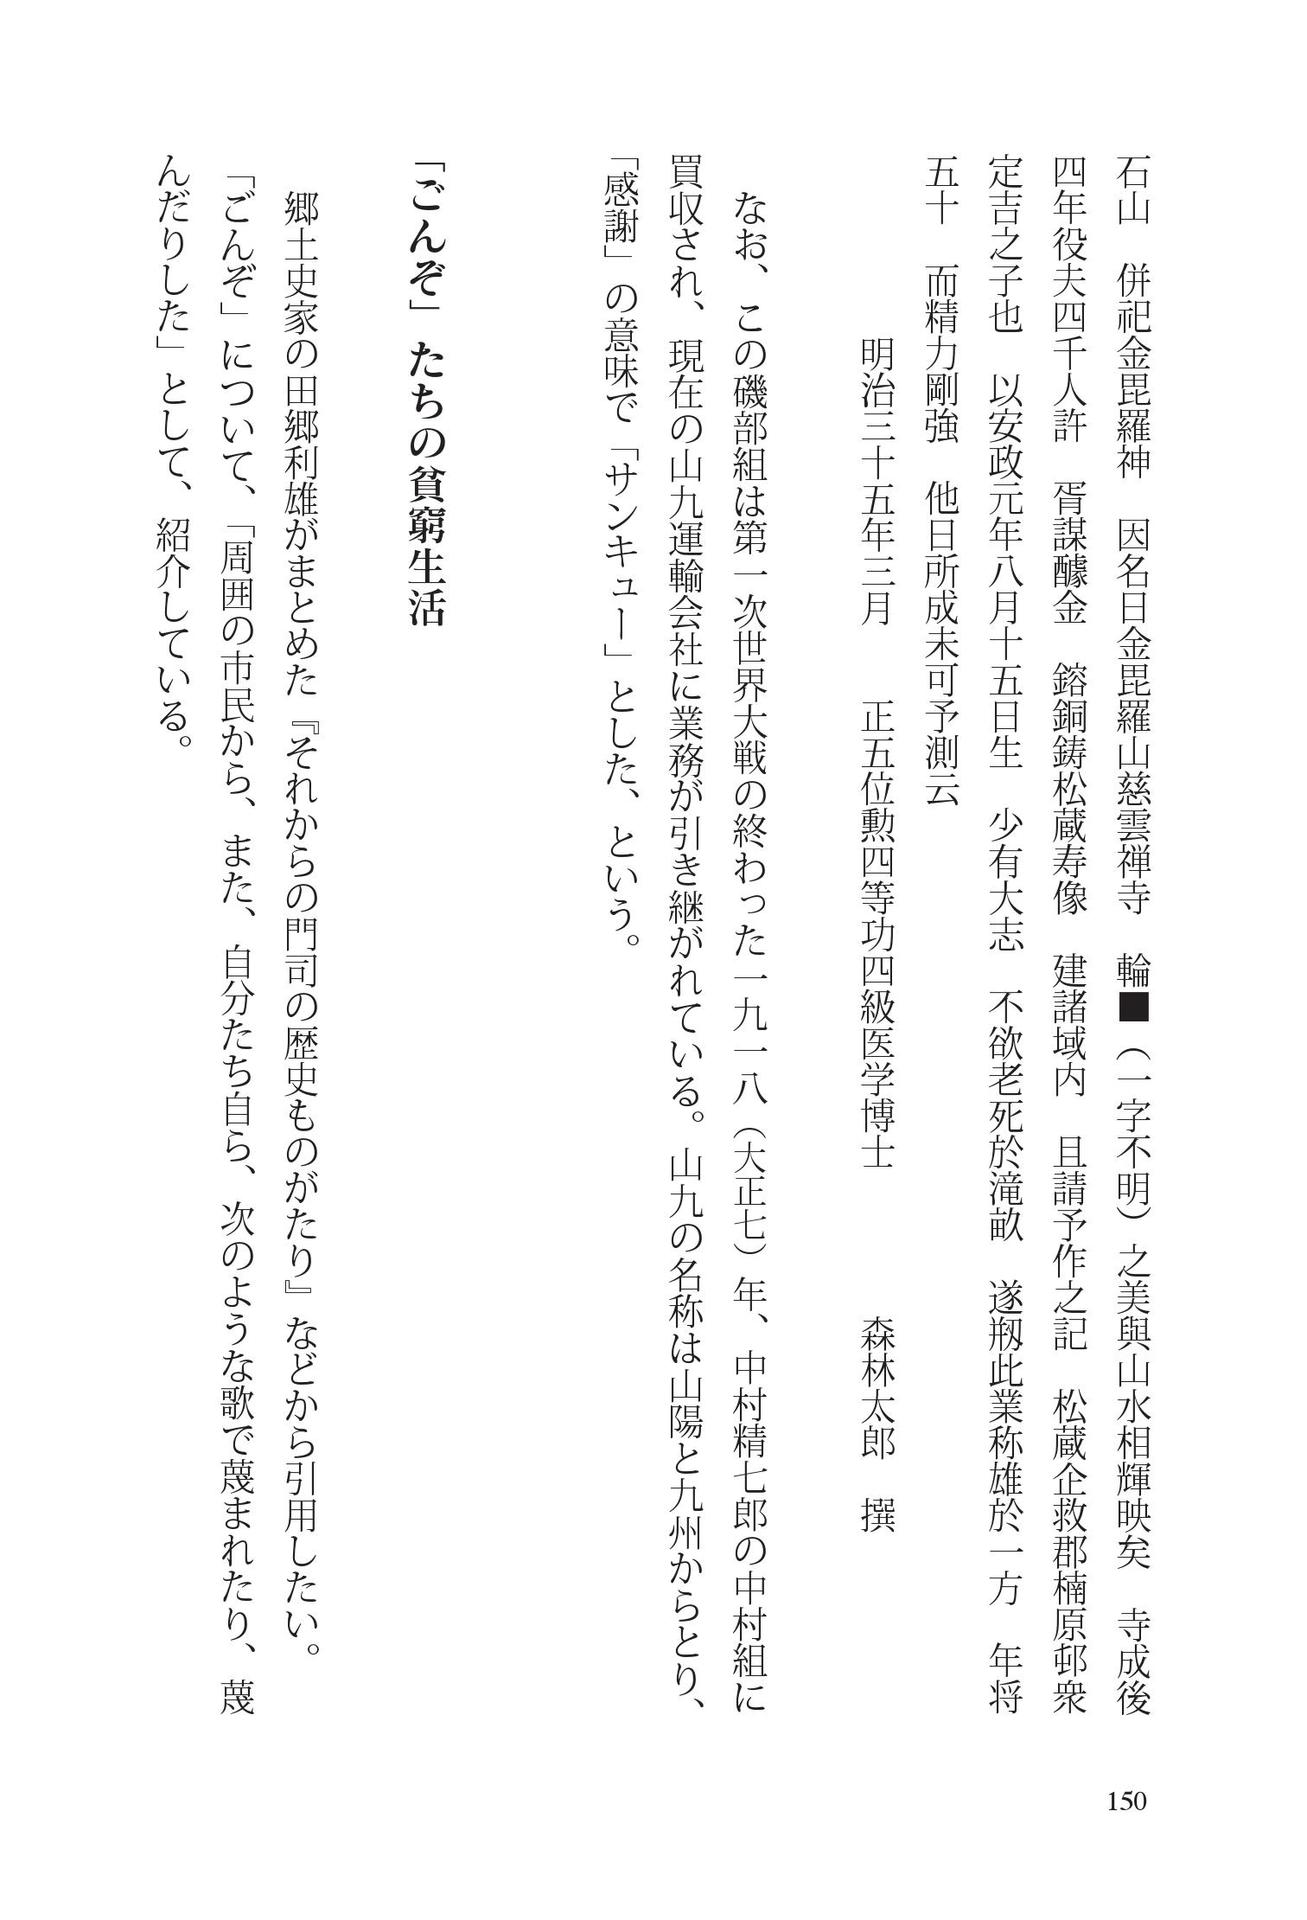 石山　併祀金毘羅神　因名日金毘羅山慈雲禅寺　輪■（一字不明）之美與山水相輝映矣　寺成後
四年役夫四千人許　胥謀醵金　鎔銅鋳松蔵寿像　建諸域内　且請予作之記　松蔵企救郡楠原邨衆
定吉之子也　以安政元年八月十五日生　少有大志　不欲老死於滝畝　遂剏此業称雄於一方　年将
五十　而精力剛強　他日所成未可予測云
明治三十五年三月　　正五位勲四等功四級医学博士　　　　森林太郎　撰
なお、この磯部組は第一次世界大戦の終わった一九一八（大正七）年、中村精七郎の中村組に
買収され、現在の山九運輸会社に業務が引き継がれている。山九の名称は山陽と九州からとり、
「感謝」の意味で「サンキュー」とした、という。
「ごんぞ」たちの貧窮生活
郷土史家の田郷利雄がまとめた『それからの門司の歴史ものがたり』などから引用したい。
「ごんぞ」について、「周囲の市民から、また、自分たち自ら、次のような歌で蔑まれたり、蔑
んだりした」として、紹介している。
150